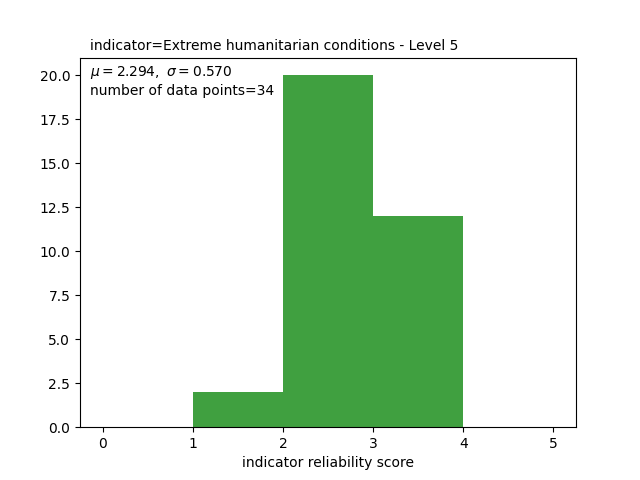 indicator=Extreme humanitarian conditions - Level 5
μ = 2.294, σ = 0.570
number of data points=34
20.0
17.5
15.0
12.5
10.0
7.5
5.0
2.5
0.0
0 1 2 3 4 5
indicator reliability score